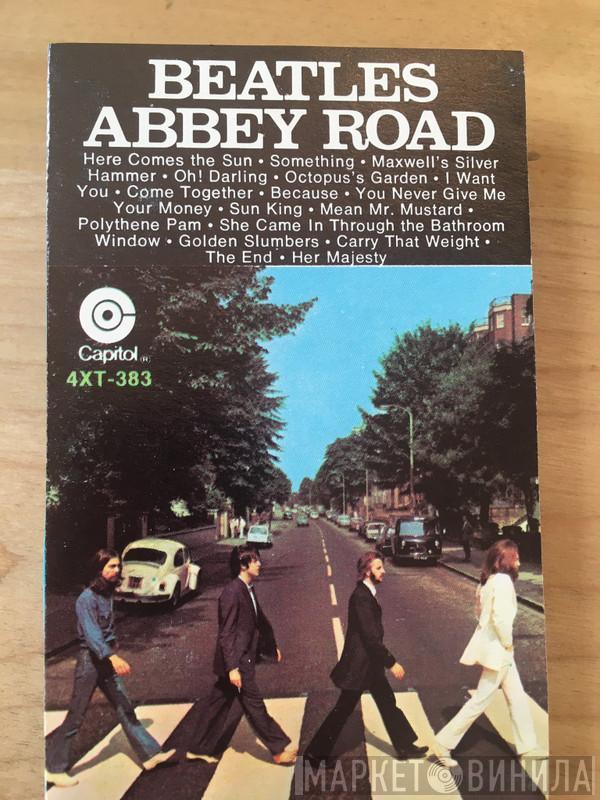 BEATLES
ABBEY ROAD
Here Comes the Sun • Something • Maxwell's Silver
Hammer • Oh! Darling • Octopus's Garden • I Want
You • Come Together • Because • You Never Give Me
Your Money • Sun King • Mean Mr. Mustard •
Polythene Pam • She Came In Through the Bathroom
Window • Golden Slumbers • Carry That Weight •
The End • Her Majesty
Capitol ®
4XT-383
МАРКЕТ ВИНИЛА